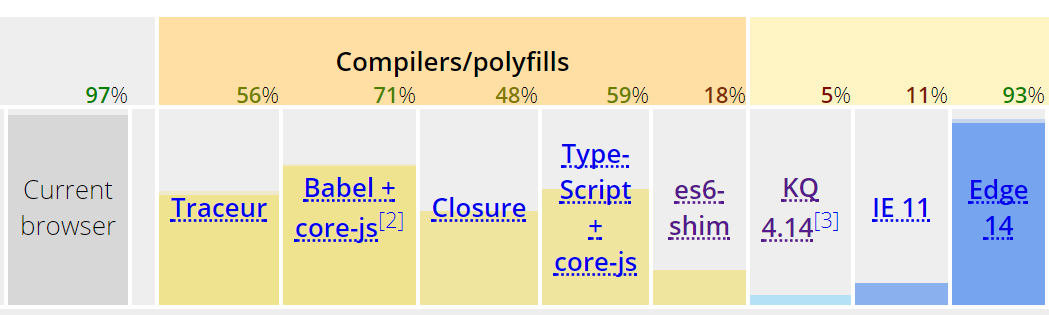 Compilers/polyfills
97% 56% 71% 48% 59% 18% 5% 11% 93%
Current
browser
Traceur
Babel +
core-js[2]
Closure
Type-
Script
+
core-js
es6-
shim
KQ
4.14[3]
IE 11
Edge
14